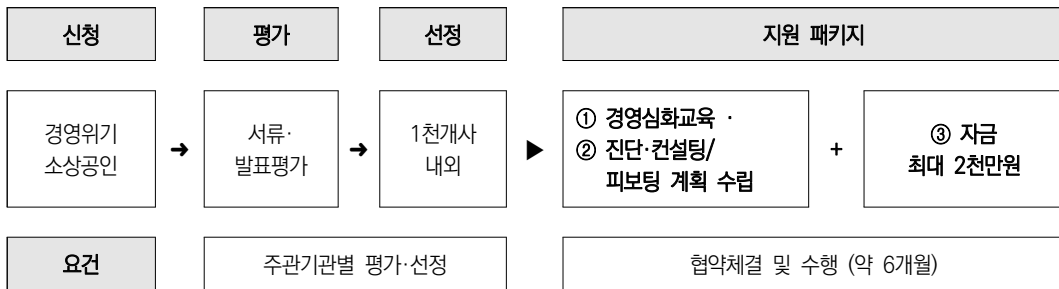 신청 평가 선정 지원 패키지
경영위기
소상공인
➜
서류·
발표평가
➜
1천개사
내외
▶
① 경영심화교육 ·
② 진단·컨설팅/
피보팅 계획 수립
+
③ 자금
최대 2천만원
요건 주관기관별 평가·선정 협약체결 및 수행 (약 6개월)